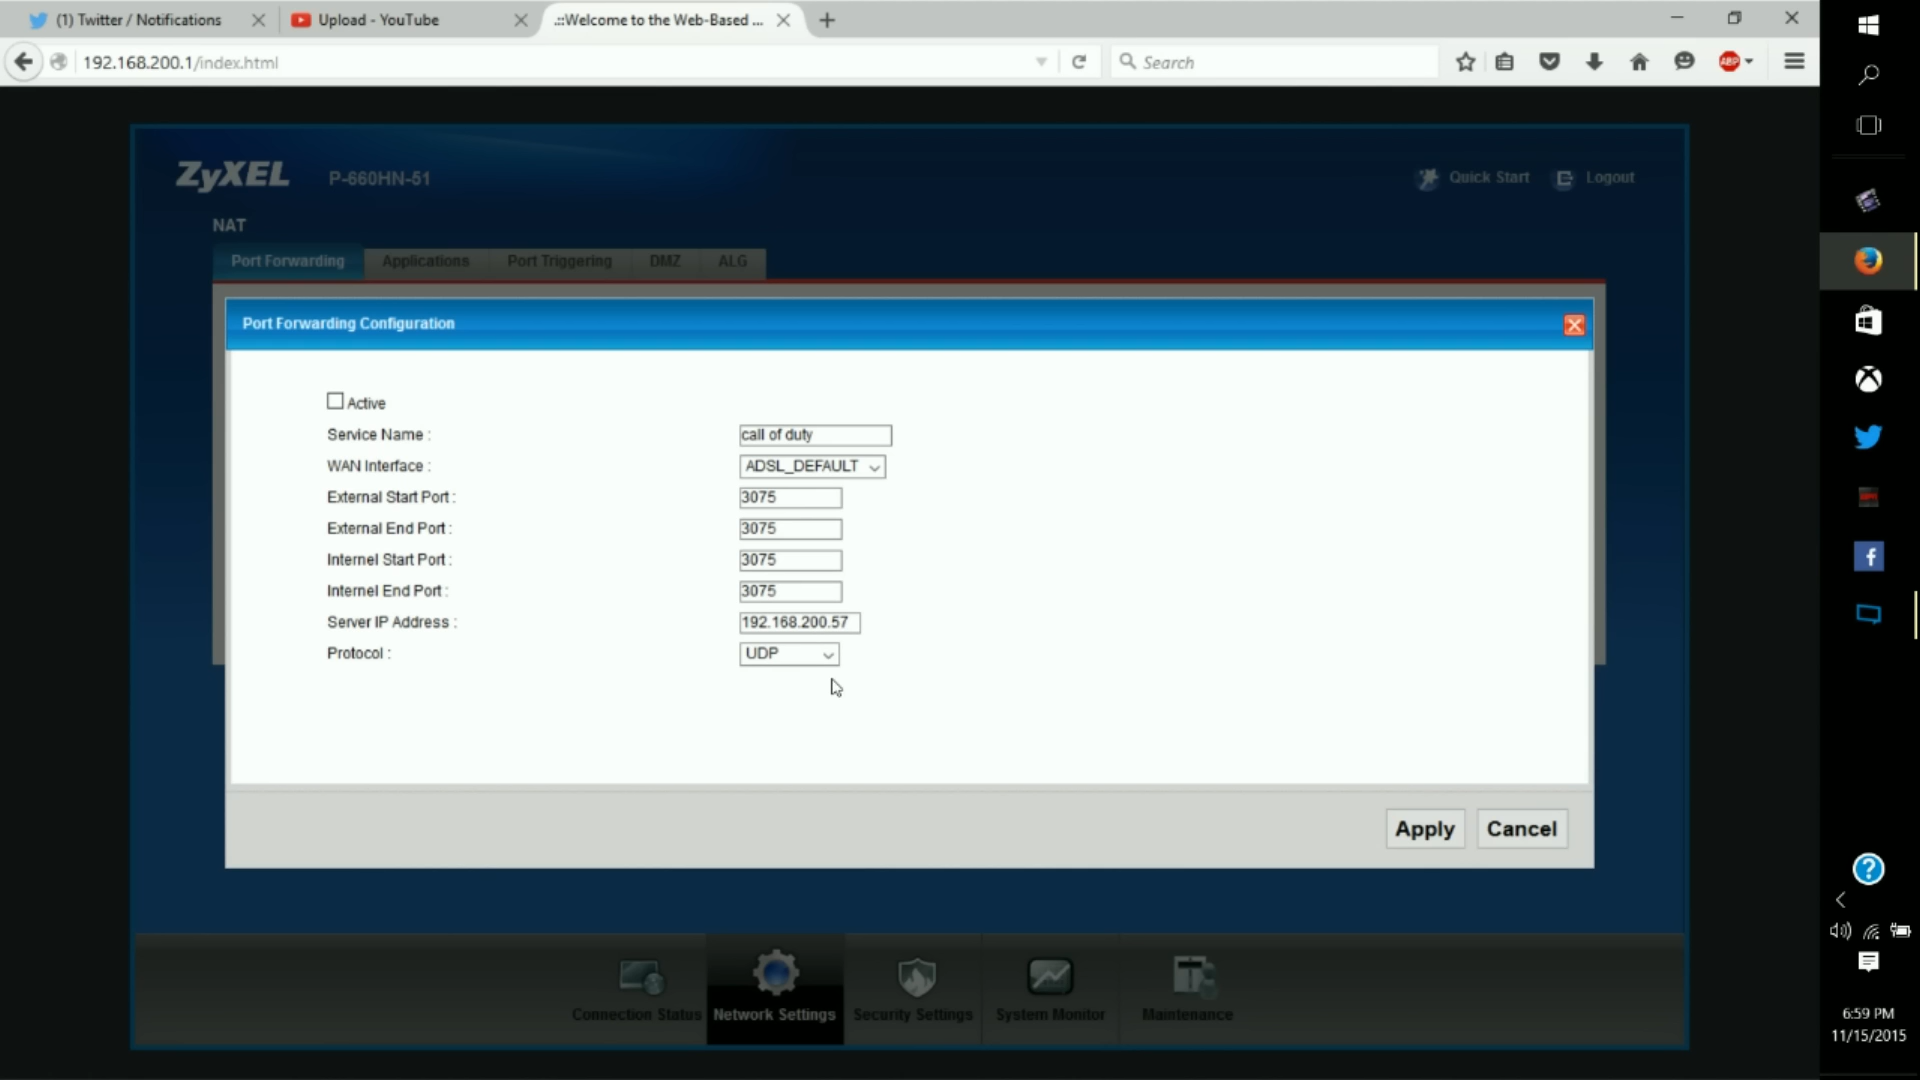 (1) Twitter / Notifications
Upload - YouTube
.::Welcome to the Web-Based ...
192.168.200.1/index.html
Search
ABP
ZyXEL P-660HN-51
Quick Start
Logout
NAT
Port Forwarding
Applications
Port Triggering
DMZ
ALG
Port Forwarding Configuration
Active
Service Name : call of duty
WAN Interface : ADSL_DEFAULT
External Start Port : 3075
External End Port : 3075
Internal Start Port : 3075
Internal End Port : 3075
Server IP Address : 192.168.200.57
Protocol : UDP
Apply
Cancel
Connection Status
Network Settings
Security Settings
System Monitor
Maintenance
6:59 PM
11/15/2015